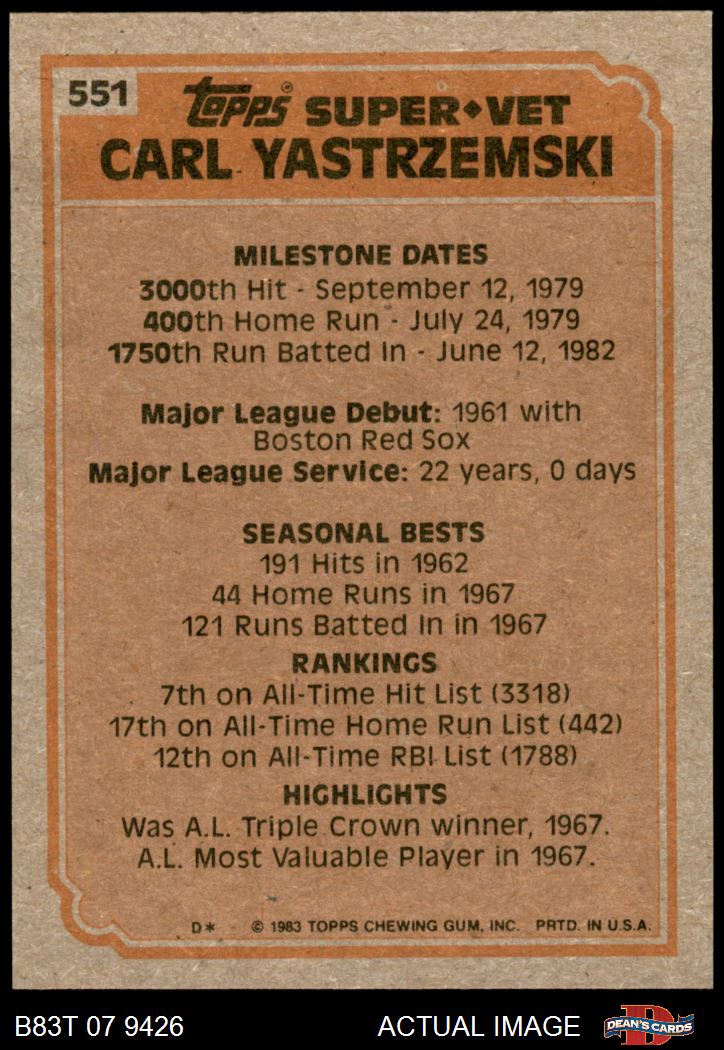 551
Topps® SUPER◆VET
CARL YASTRZEMSKI
MILESTONE DATES
3000th Hit - September 12, 1979
400th Home Run - July 24, 1979
1750th Run Batted In - June 12, 1982
Major League Debut: 1961 with
Boston Red Sox
Major League Service: 22 years, 0 days
SEASONAL BESTS
191 Hits in 1962
44 Home Runs in 1967
121 Runs Batted In in 1967
RANKINGS
7th on All-Time Hit List (3318)
17th on All-Time Home Run List (442)
12th on All-Time RBI List (1788)
HIGHLIGHTS
Was A.L. Triple Crown winner, 1967.
A.L. Most Valuable Player in 1967.
D* © 1983 TOPPS CHEWING GUM, INC. PRTD. IN U.S.A.
B83T 07 9426 ACTUAL IMAGE D DEAN'S CARDS